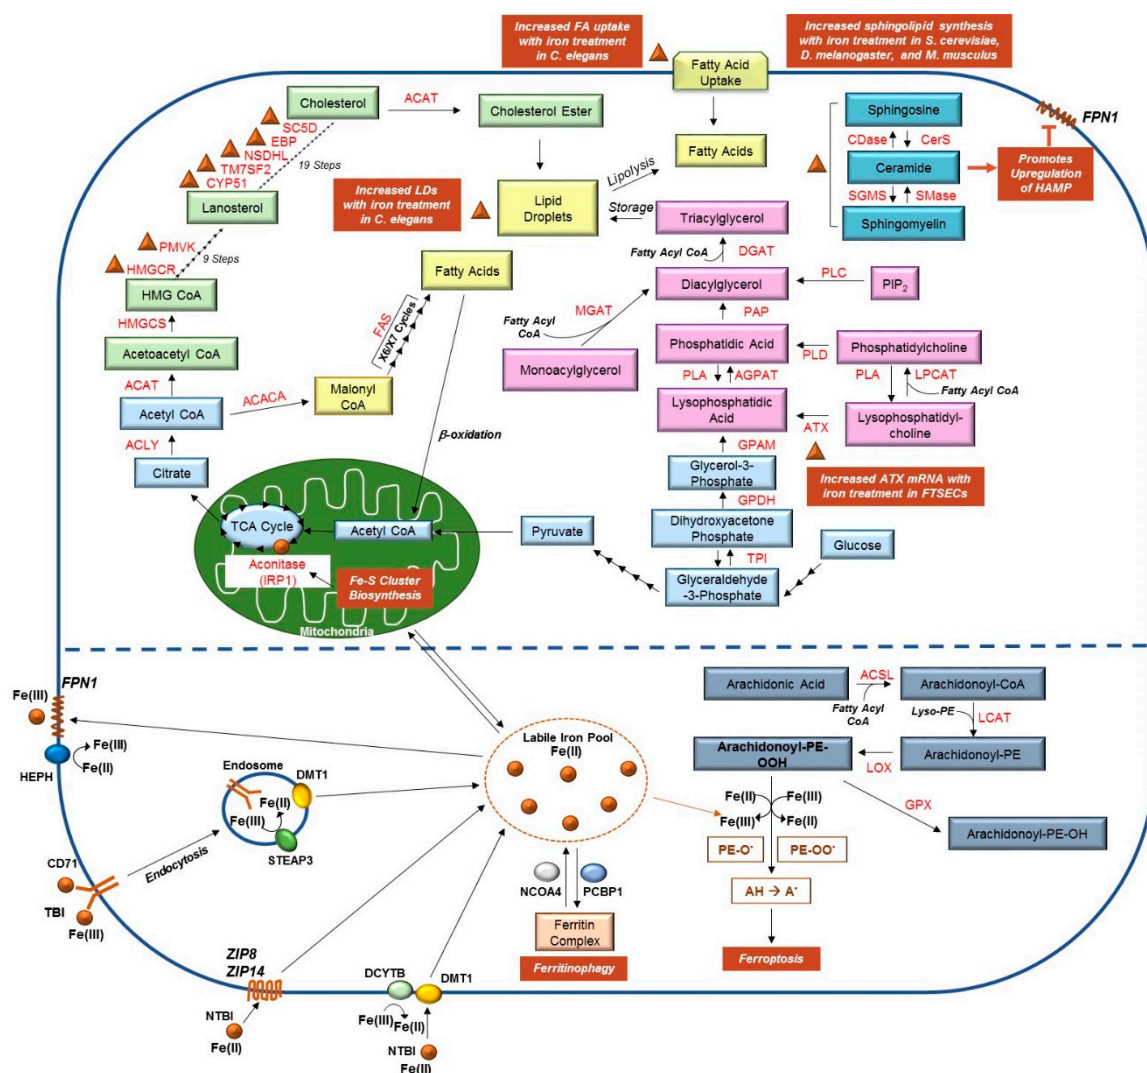 Increased FA uptake
with iron treatment
in C. elegans
Fatty Acid
Uptake
Increased sphingolipid synthesis
with iron treatment in S. cerevisiae,
D. melanogaster, and M. musculus
Cholesterol
ACAT
Cholesterol Ester
SC5D
EBP
NSDHL
TM7SF2
CYP51
19 Steps
Lanosterol
PMVK
HMGCR
9 Steps
HMG CoA
HMGCS
Acetoacetyl CoA
ACAT
Acetyl CoA
ACLY
Citrate
ACACA
Malonyl
CoA
FAS
X6/X7 Cycles
Fatty Acids
β-oxidation
Increased LDs
with iron treatment
in C. elegans
Lipid
Droplets
Lipolysis
Storage
Fatty Acids
Triacylglycerol
Fatty Acyl CoA
DGAT
Diacylglycerol
PLC
PIP2
MGAT
Fatty Acyl
CoA
Monoacylglycerol
PAP
Phosphatidic Acid
PLD
Phosphatidylcholine
PLA
AGPAT
PLA
LPCAT
Fatty Acyl CoA
Lysophosphatidic
Acid
ATX
Lysophosphatidyl-
choline
GPAM
Increased ATX mRNA with
iron treatment in FTSECs
Glycerol-3-
Phosphate
GPDH
Dihydroxyacetone
Phosphate
TPI
Glyceraldehyde
-3-Phosphate
Glucose
Pyruvate
Sphingosine
CDase
CerS
Ceramide
SGMS
SMase
Sphingomyelin
Promotes
Upregulation
of HAMP
FPN1
TCA Cycle
Acetyl CoA
Aconitase
(IRP1)
Fe-S Cluster
Biosynthesis
Mitochondria
FPN1
Fe(III)
HEPH
Fe(III)
Fe(II)
Endosome
DMT1
Fe(II)
Fe(III)
STEAP3
Endocytosis
CD71
TBI
Fe(III)
ZIP8
ZIP14
NTBI
Fe(II)
DCYTB
DMT1
Fe(III)
Fe(II)
NTBI
Fe(II)
Labile Iron Pool
Fe(II)
NCOA4
PCBP1
Ferritin
Complex
Ferritinophagy
Arachidonic Acid
ACSL
Fatty Acyl
CoA
Arachidonoyl-CoA
Lyso-PE
LCAT
Arachidonoyl-PE
LOX
Arachidonoyl-PE-
OOH
GPX
Arachidonoyl-PE-OH
Fe(II)
Fe(III)
Fe(III)
Fe(II)
PE-O·
PE-OO·
AH → A·
Ferroptosis